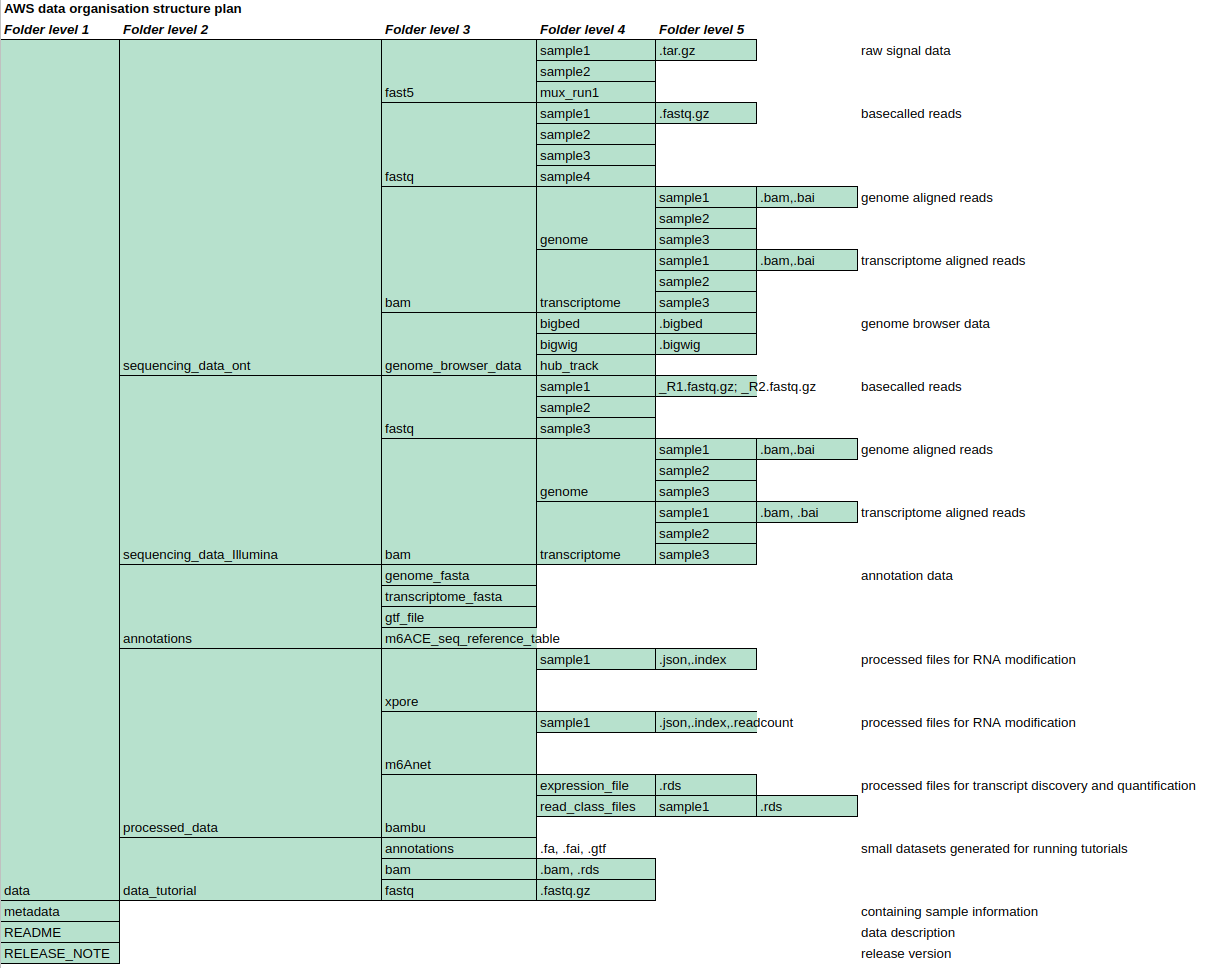 AWS data organisation structure plan
Folder level 1 Folder level 2 Folder level 3 Folder level 4 Folder level 5
sample1 .tar.gz raw signal data
sample2
fast5 mux_run1
sample1 .fastq.gz basecalled reads
sample2
sample3
fastq sample4
sample1 .bam,.bai genome aligned reads
sample2
genome sample3
sample1 .bam,.bai transcriptome aligned reads
sample2
bam transcriptome sample3
bigbed .bigbed genome browser data
bigwig .bigwig
sequencing_data_ont genome_browser_data hub_track
sample1 _R1.fastq.gz; _R2.fastq.gz basecalled reads
sample2
fastq sample3
sample1 .bam,.bai genome aligned reads
sample2
genome sample3
sample1 .bam, .bai transcriptome aligned reads
sample2
sequencing_data_Illumina bam transcriptome sample3
genome_fasta annotation data
transcriptome_fasta
gtf_file
annotations m6ACE_seq_reference_table
sample1 .json,.index processed files for RNA modification
xpore
sample1 .json,.index,.readcount processed files for RNA modification
m6Anet
expression_file .rds processed files for transcript discovery and quantification
read_class_files sample1 .rds
processed_data bambu
annotations .fa, .fai, .gtf small datasets generated for running tutorials
bam .bam, .rds
data data_tutorial fastq .fastq.gz
metadata containing sample information
README data description
RELEASE_NOTE release version